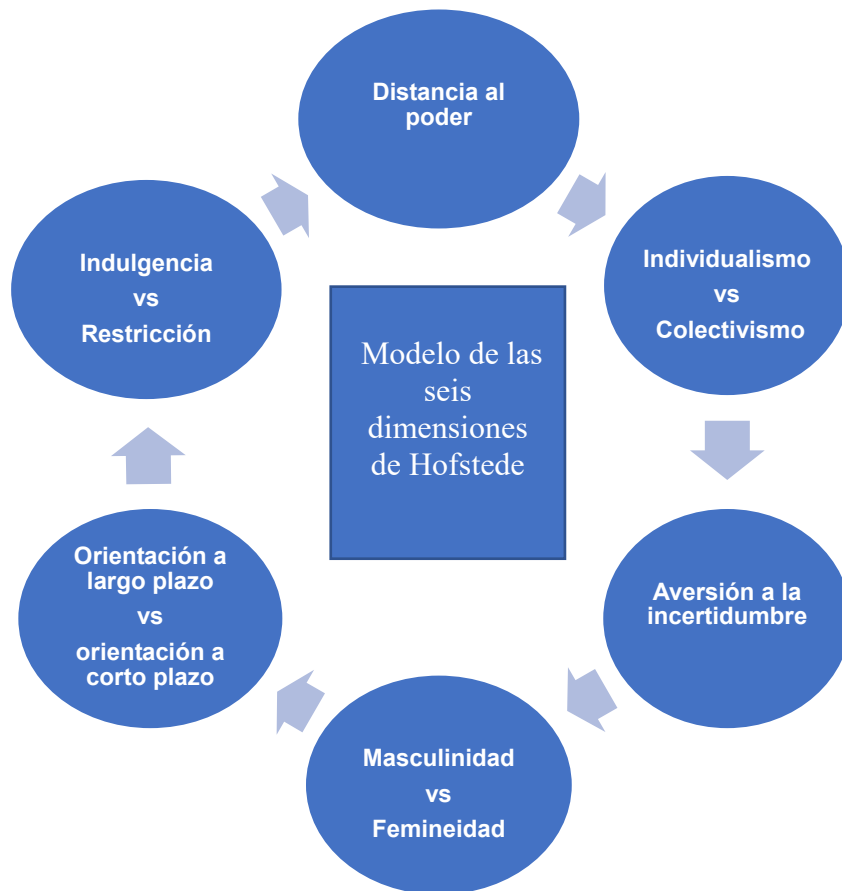 Distancia al
poder
Individualismo
vs
Colectivismo
Aversión a la
incertidumbre
Masculinidad
vs
Femineidad
Orientación a
largo plazo
vs
orientación a
corto plazo
Indulgencia
vs
Restricción
Modelo de las
seis
dimensiones
de Hofstede